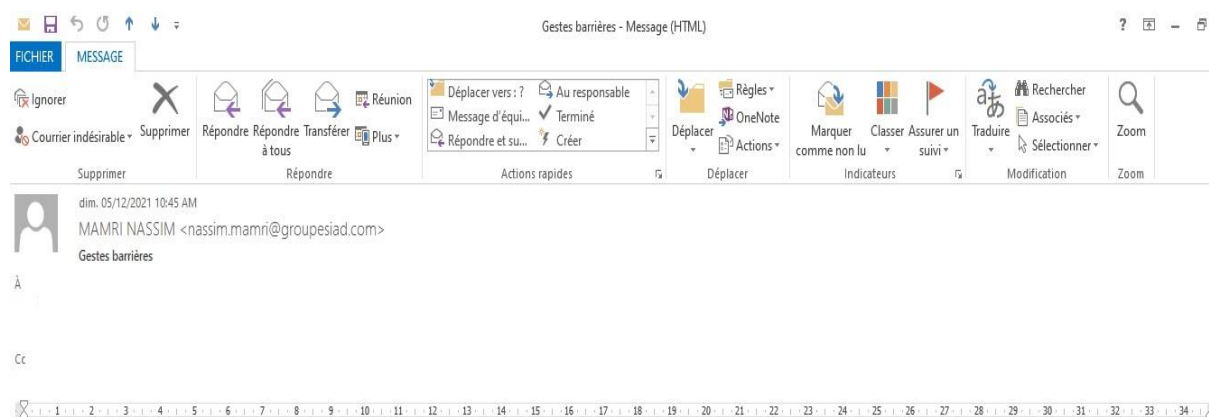 Gestes barrières - Message (HTML)
?
FICHIER MESSAGE
Ignorer
Courrier indésirable
Supprimer
Répondre
Répondre à tous
Transférer
Réunion
Plus
Déplacer vers : ?
Au responsable
Message d'équi...
Terminé
Répondre et su...
Créer
Déplacer
Règles
OneNote
Actions
Marquer comme non lu
Classer
Assurer un suivi
Traduire
Rechercher
Associés
Sélectionner
Zoom
Supprimer Répondre Actions rapides Déplacer Indicateurs Modification Zoom
dim. 05/12/2021 10:45 AM
MAMRI NASSIM <nassim.mamri@groupesiad.com>
Gestes barrières
À
Cc
1 2 3 4 5 6 7 8 9 10 11 12 13 14 15 16 17 18 19 20 21 22 23 24 25 26 27 28 29 30 31 32 33 34